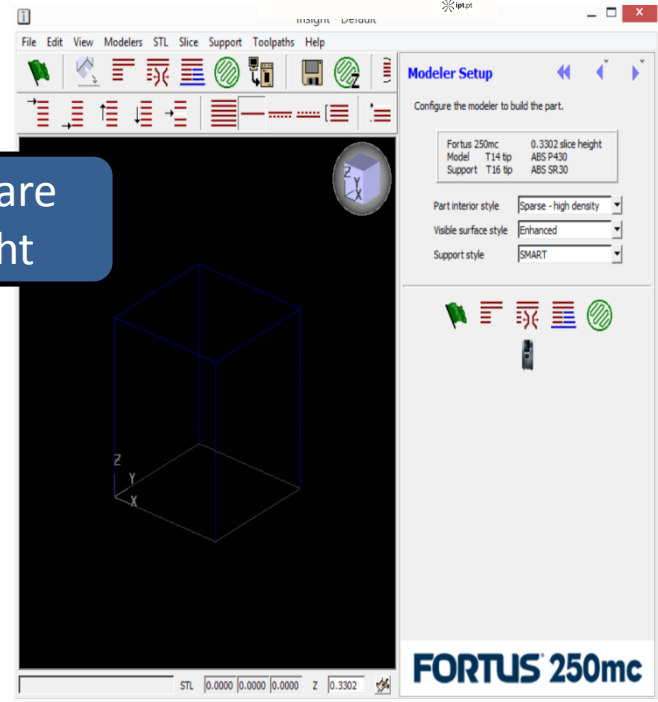 ipt.pt
Insight - Default
File Edit View Modelers STL Slice Support Toolpaths Help
Modeler Setup
Configure the modeler to build the part.
Fortus 250mc 0.3302 slice height
Model T14 tip ABS P430
Support T16 tip ABS SR30
are
ht
Part interior style Sparse - high density
Visible surface style Enhanced
Support style SMART
Z
Y
X
Z
Y
X
FORTUS 250mc
STL 0.0000 0.0000 0.0000 Z 0.3302